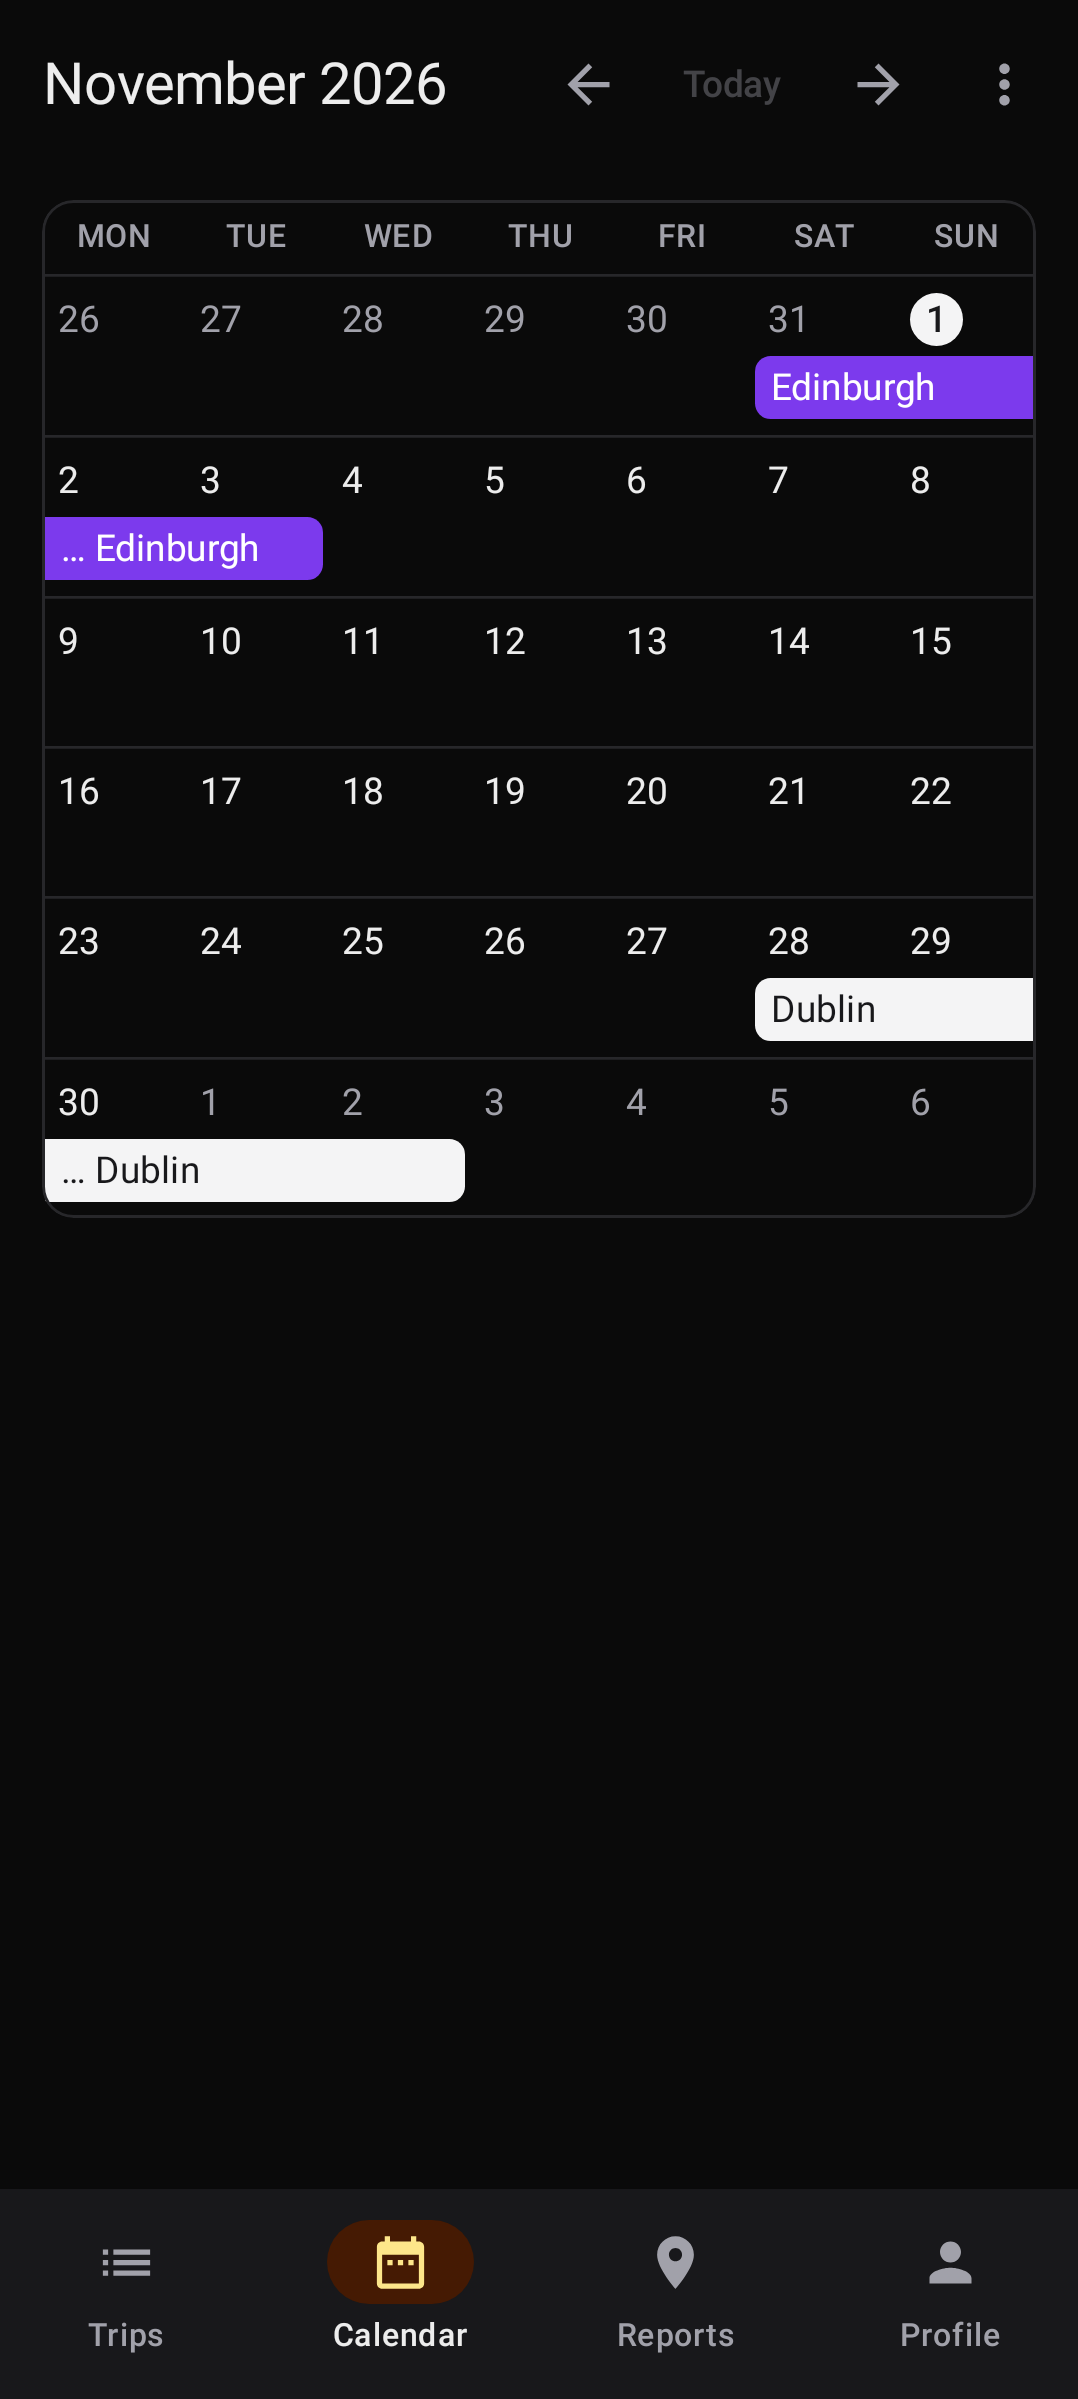 November 2026 Today
MON TUE WED THU FRI SAT SUN
26 27 28 29 30 31 1
Edinburgh
2 3 4 5 6 7 8
... Edinburgh
9 10 11 12 13 14 15
16 17 18 19 20 21 22
23 24 25 26 27 28 29
Dublin
30 1 2 3 4 5 6
... Dublin
Trips Calendar Reports Profile